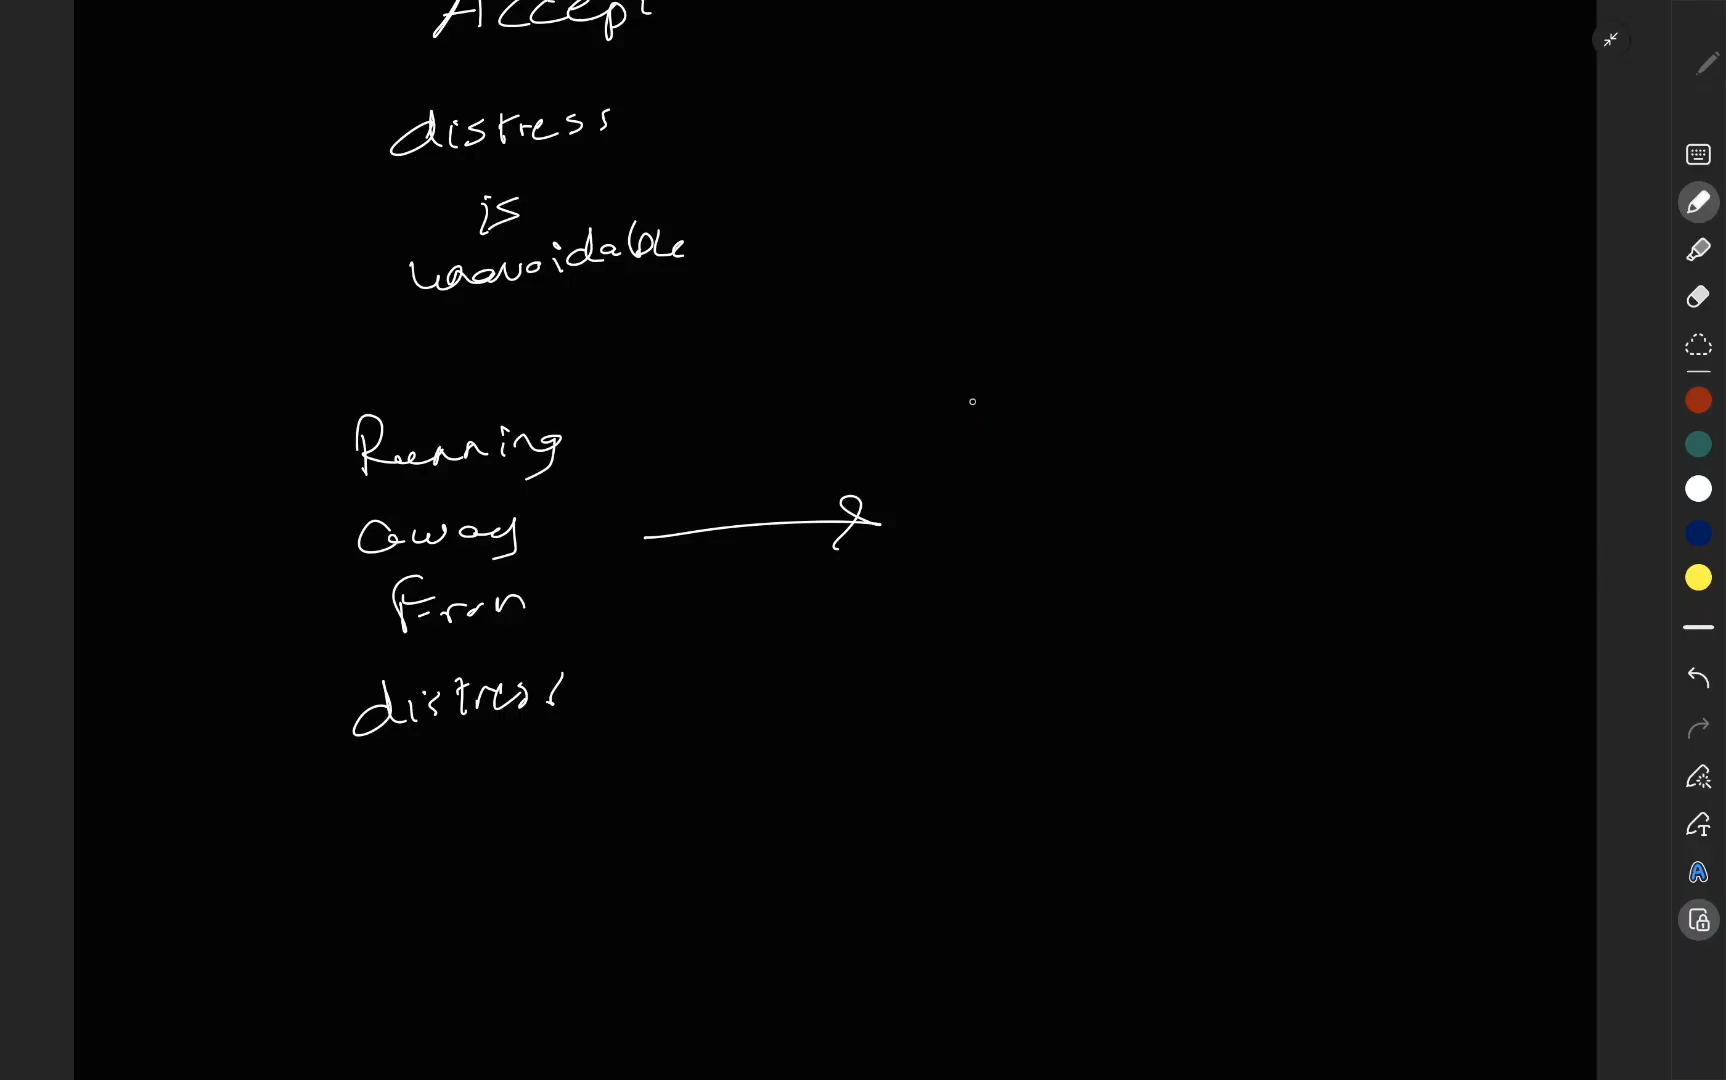 Accept
distress
is
unavoidable
Running
away
From
distress